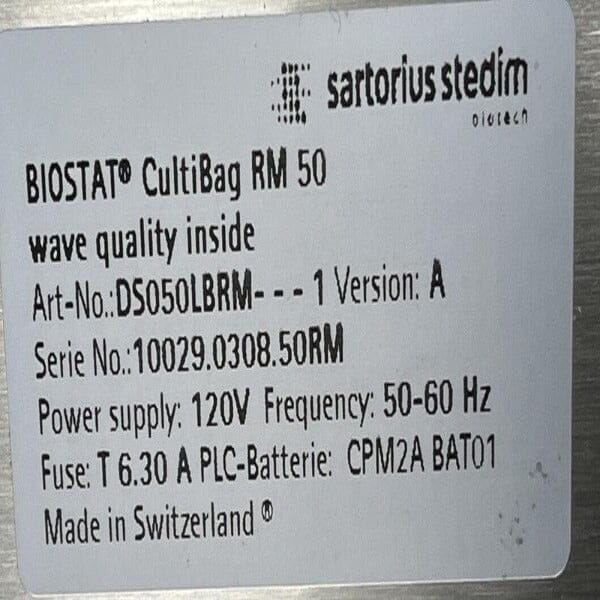 sartorius stedim
biotech
BIOSTAT® CultiBag RM 50
wave quality inside
Art-No.:DS050LBRM- - - 1 Version: A
Serie No.:10029.0308.50RM
Power supply: 120V Frequency: 50-60 Hz
Fuse: T 6.30 A PLC-Batterie: CPM2A BAT01
Made in Switzerland ®